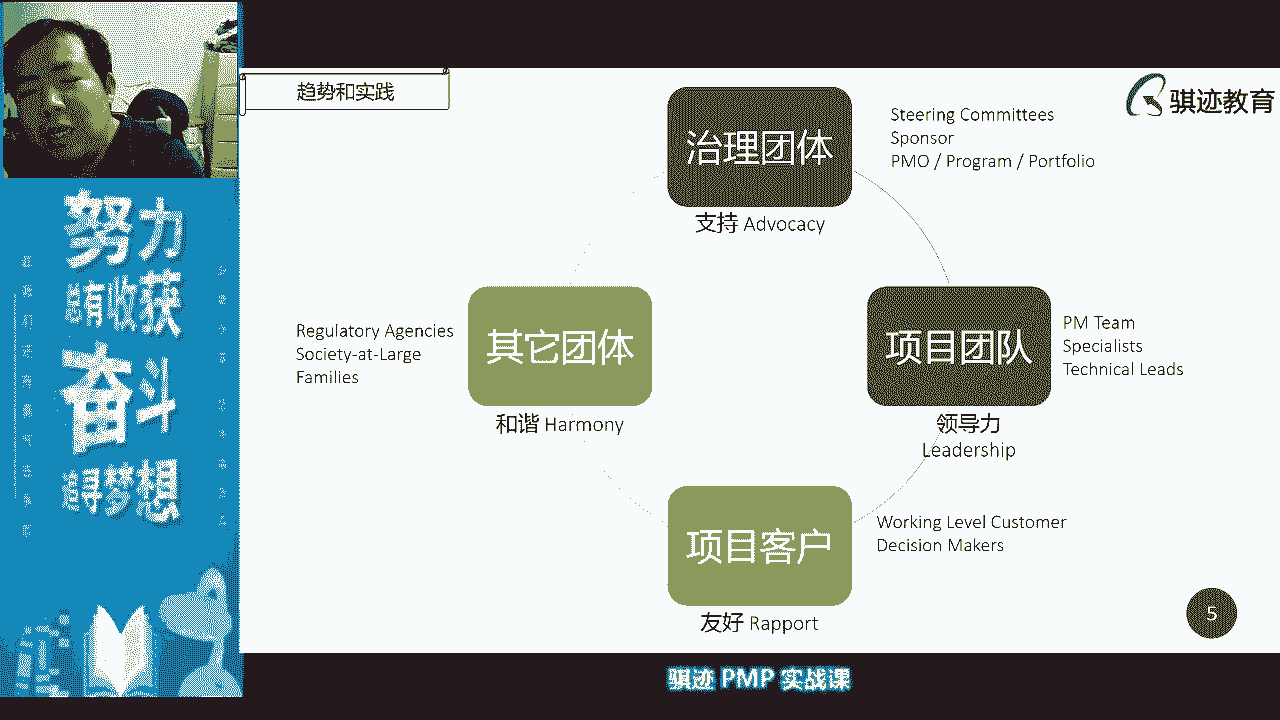 趋势和实践
骐迹教育
治理团体
支持 Advocacy
Steering Committees
Sponsor
PMO / Program / Portfolio
其它团体
和谐 Harmony
Regulatory Agencies
Society-at-Large
Families
项目团队
领导力
Leadership
PM Team
Specialists
Technical Leads
项目客户
友好 Rapport
Working Level Customer
Decision Makers
5
努力
总有收获
奋斗
追寻梦想
骐迹 PMP 实战课